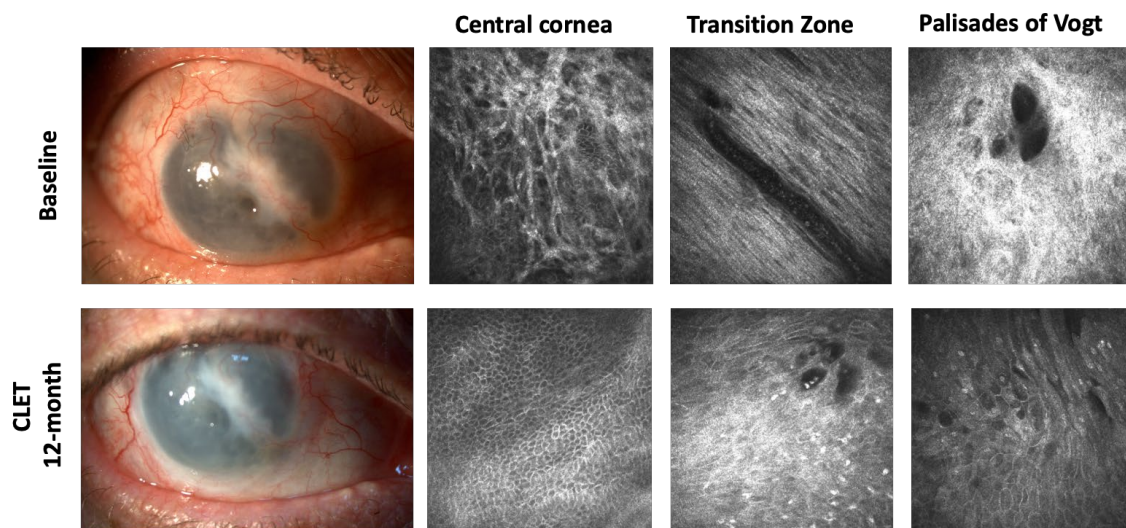 Central cornea
Transition Zone
Palisades of Vogt
Baseline
CLET
12-month